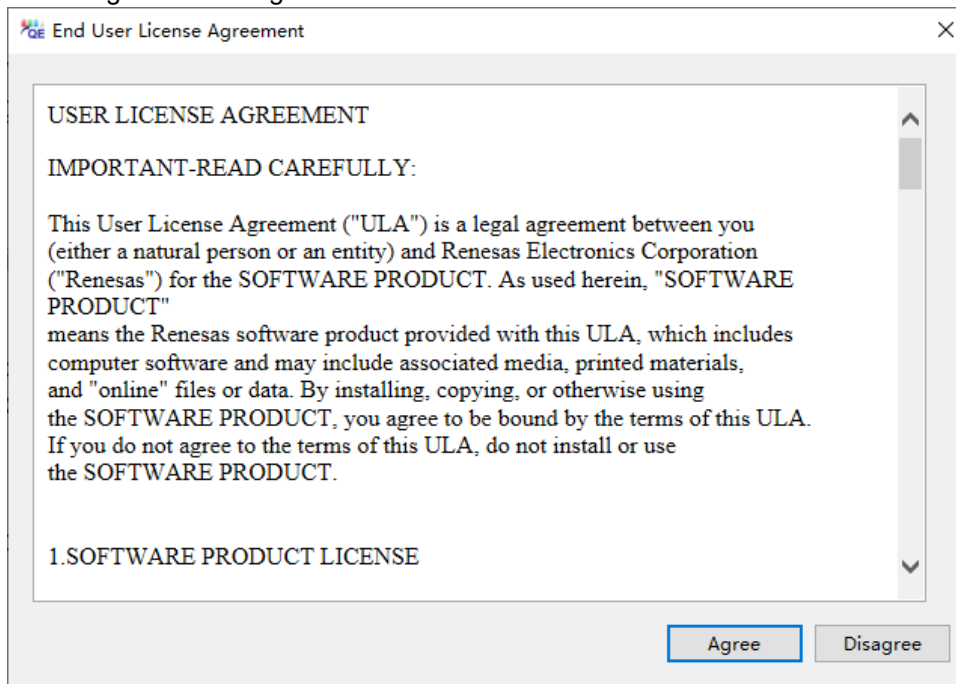 QE End User License Agreement
USER LICENSE AGREEMENT
IMPORTANT-READ CAREFULLY:
This User License Agreement ("ULA") is a legal agreement between you
(either a natural person or an entity) and Renesas Electronics Corporation
("Renesas") for the SOFTWARE PRODUCT. As used herein, "SOFTWARE
PRODUCT"
means the Renesas software product provided with this ULA, which includes
computer software and may include associated media, printed materials,
and "online" files or data. By installing, copying, or otherwise using
the SOFTWARE PRODUCT, you agree to be bound by the terms of this ULA.
If you do not agree to the terms of this ULA, do not install or use
the SOFTWARE PRODUCT.
1.SOFTWARE PRODUCT LICENSE
Agree Disagree